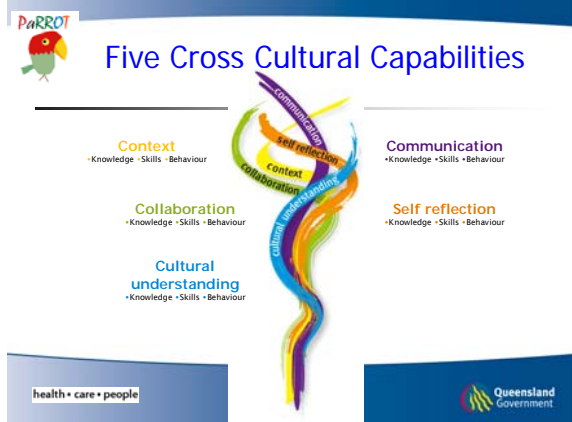 PaRROT
Five Cross Cultural Capabilities
communication
self reflection
context
collaboration
cultural understanding
Context
•Knowledge •Skills •Behaviour
Communication
•Knowledge •Skills •Behaviour
Collaboration
•Knowledge •Skills •Behaviour
Self reflection
•Knowledge •Skills •Behaviour
Cultural
understanding
•Knowledge •Skills •Behaviour
health • care • people
Queensland
Government